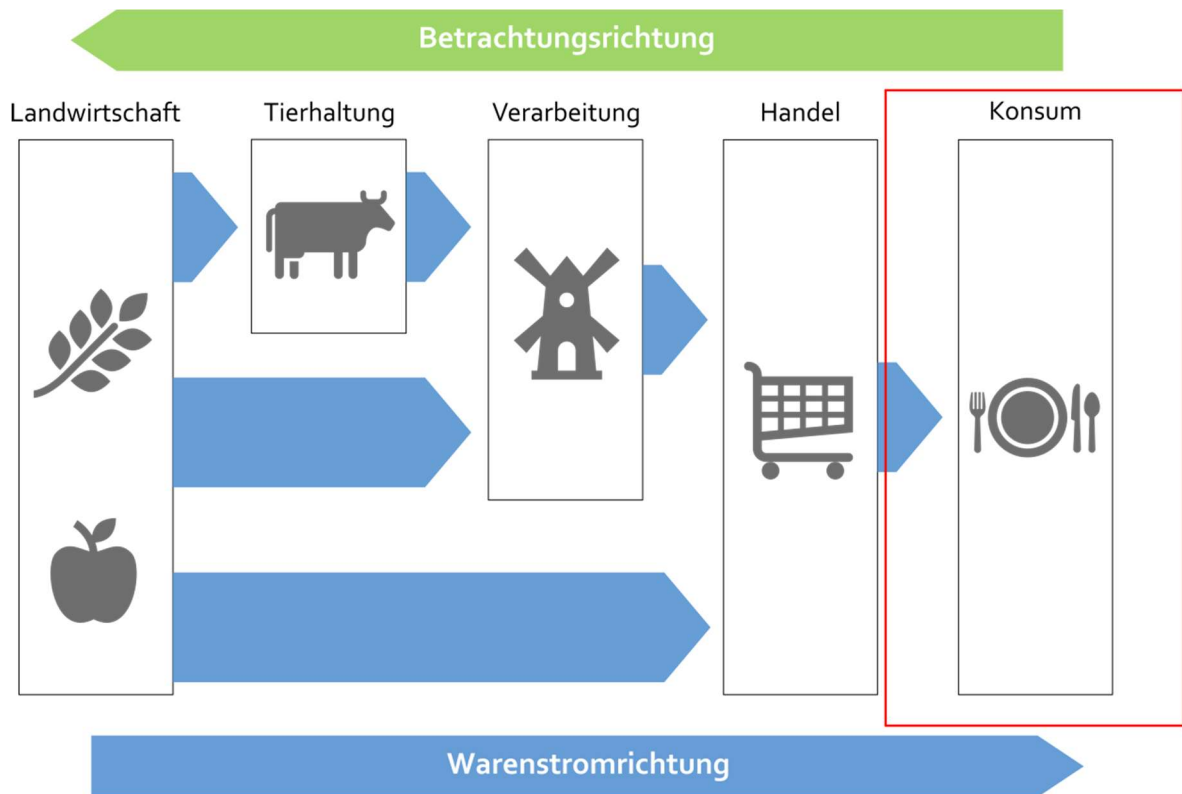 Betrachtungsrichtung
Landwirtschaft
Tierhaltung
Verarbeitung
Handel
Konsum
Warenstromrichtung